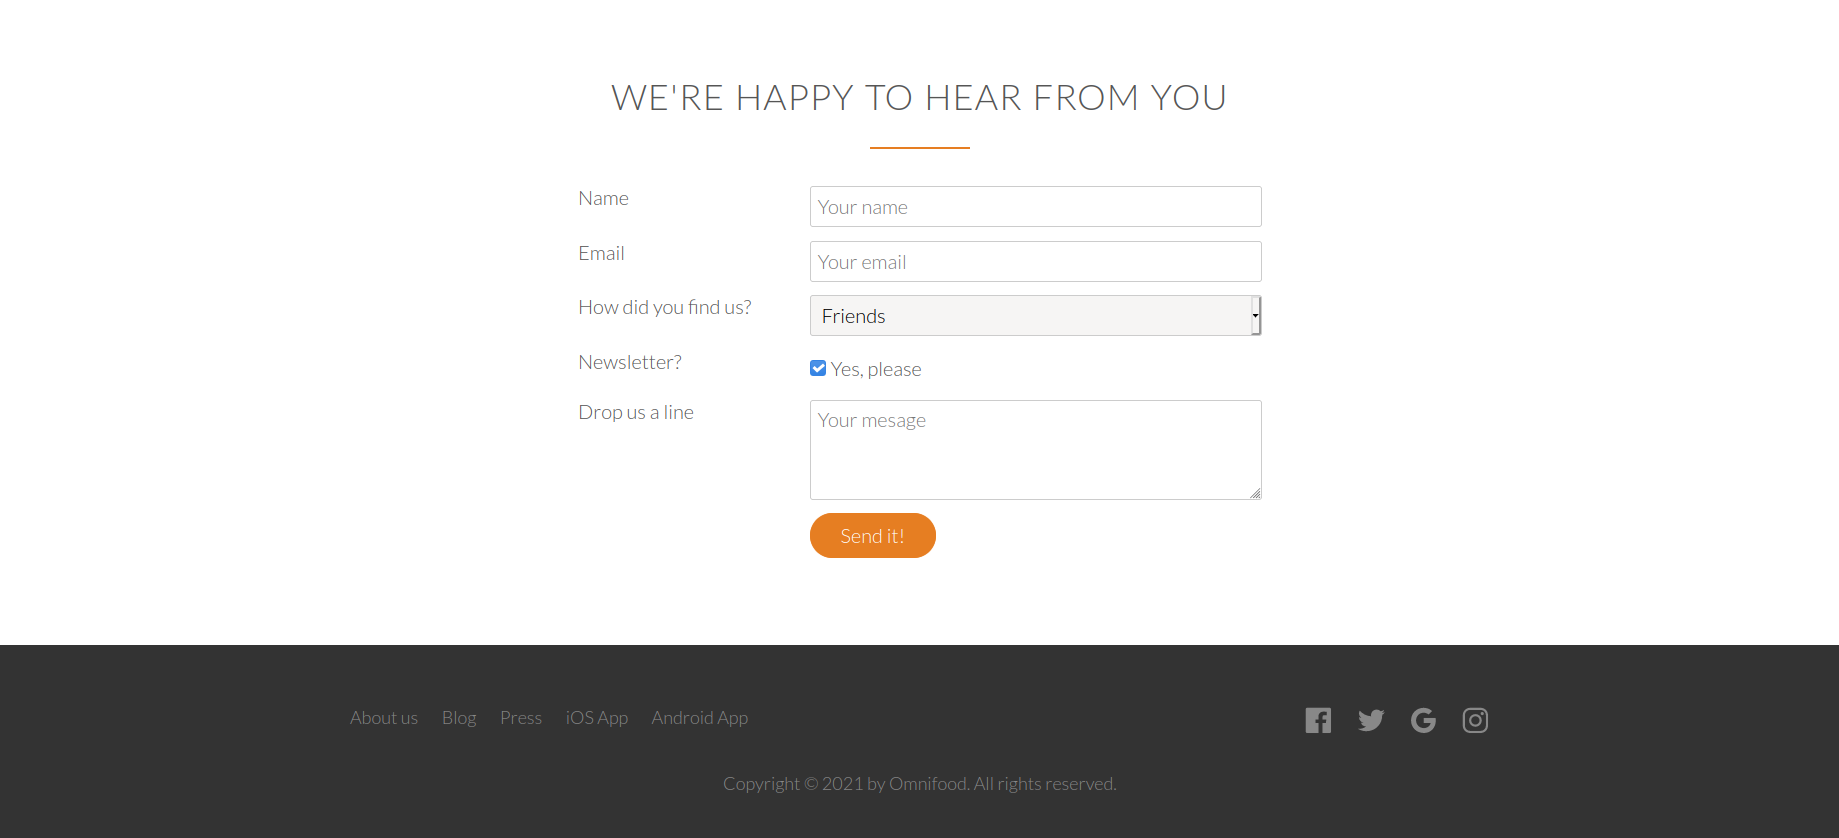 WE'RE HAPPY TO HEAR FROM YOU
Name
Your name
Email
Your email
How did you find us?
Friends
Newsletter?
Yes, please
Drop us a line
Your mesage
Send it!
About us Blog Press iOS App Android App
Copyright © 2021 by Omnifood. All rights reserved.